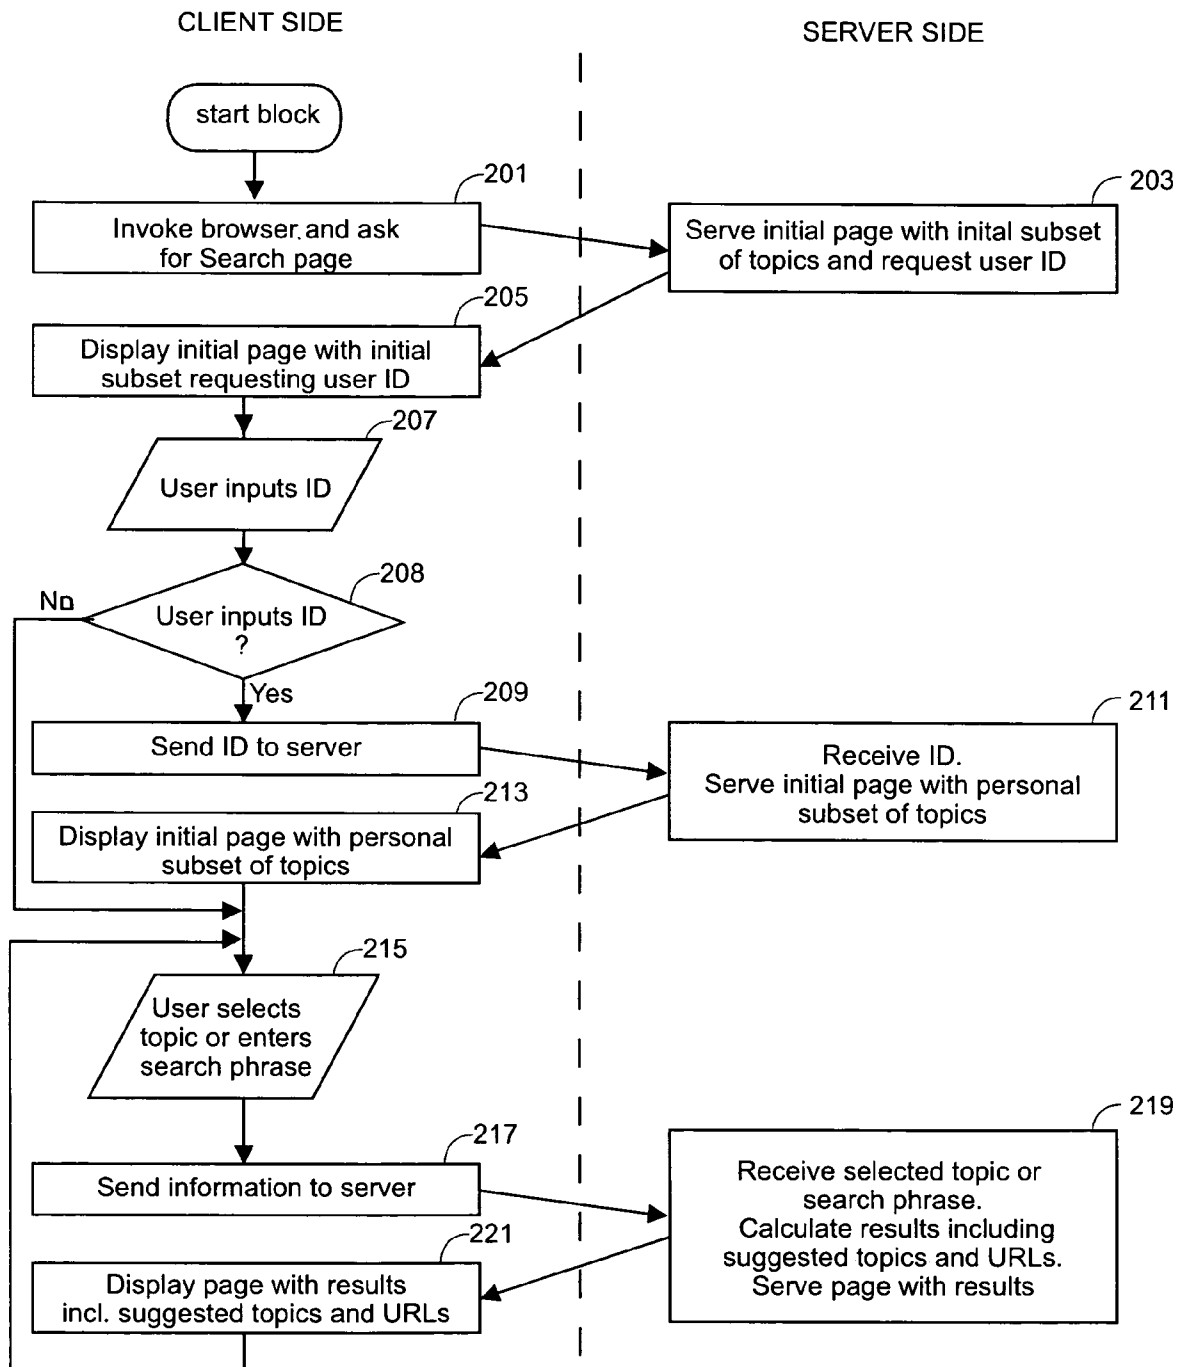 CLIENT SIDE
SERVER SIDE
start block
201
203
Invoke browser and ask
for Search page
Serve initial page with inital subset
of topics and request user ID
205
Display initial page with initial
subset requesting user ID
207
User inputs ID
208
No
User inputs ID
?
Yes
209
211
Send ID to server
Receive ID.
Serve initial page with personal
subset of topics
213
Display initial page with personal
subset of topics
215
User selects
topic or enters
search phrase
217
219
Send information to server
Receive selected topic or
search phrase.
Calculate results including
suggested topics and URLs.
Serve page with results
221
Display page with results
incl. suggested topics and URLs